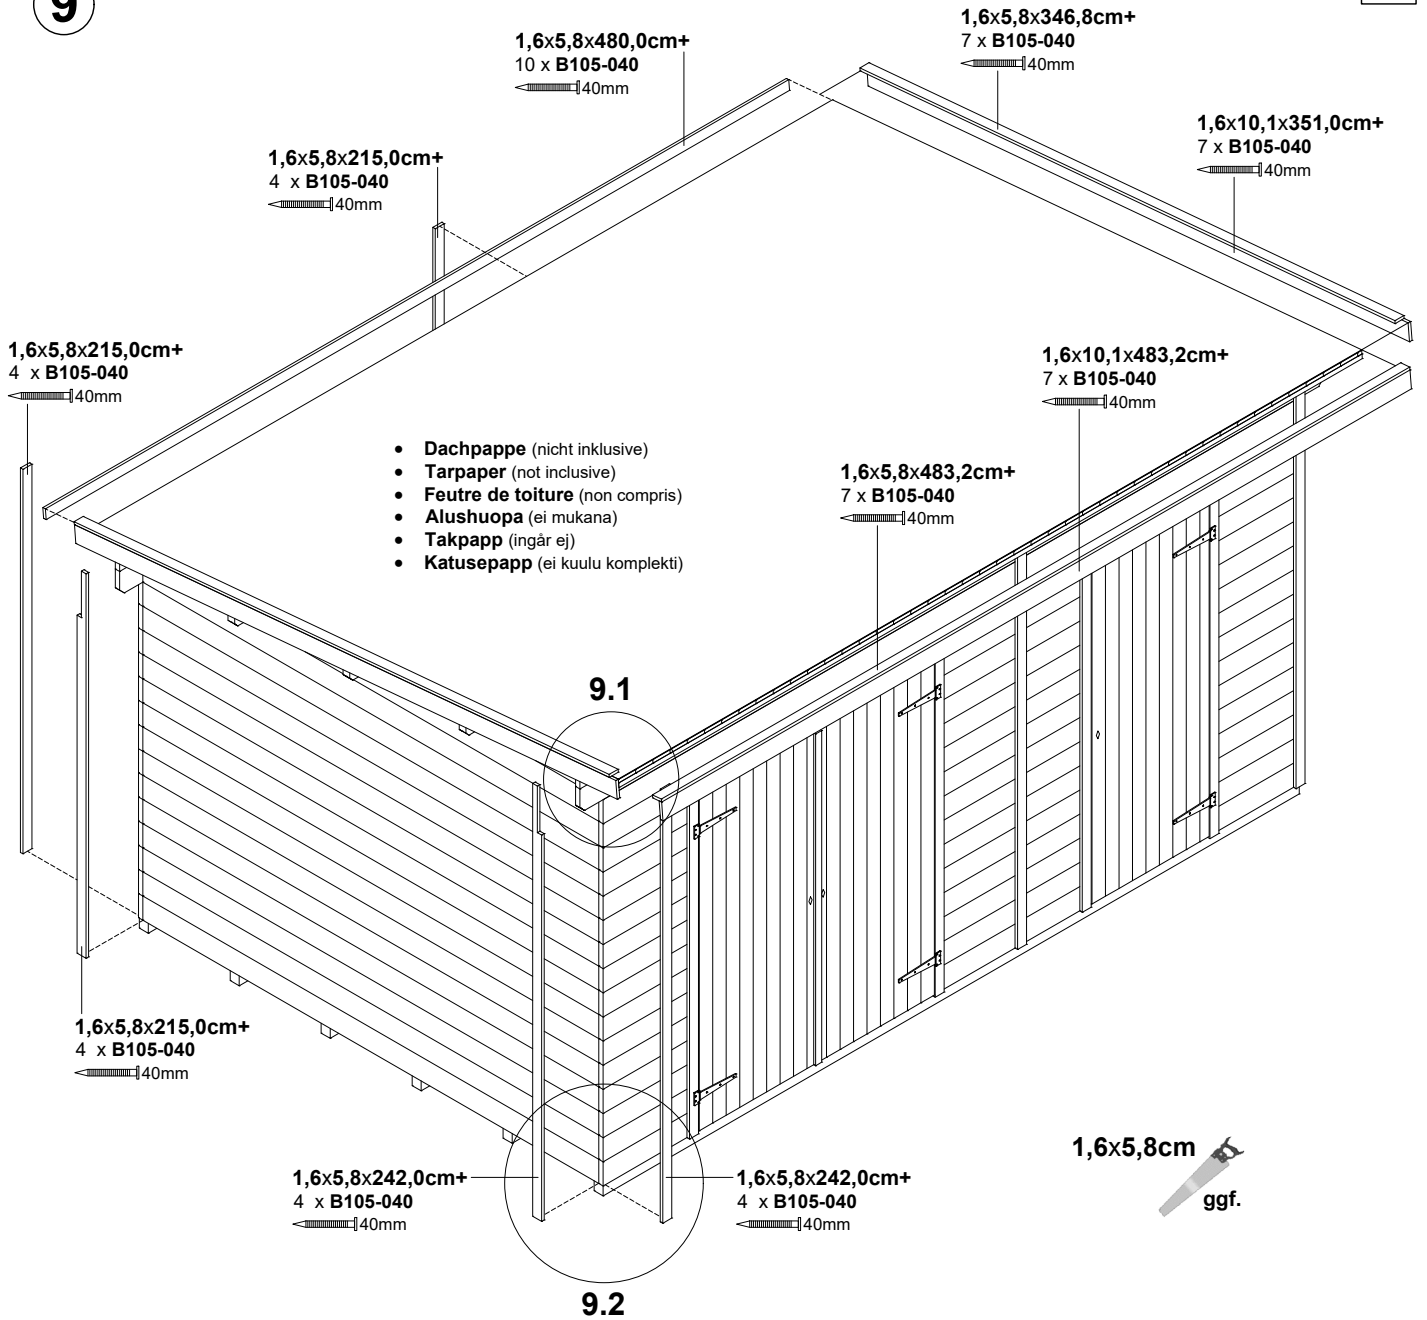 9
1,6x5,8x480,0cm+
10 x B105-040
40mm
1,6x5,8x346,8cm+
7 x B105-040
40mm
1,6x10,1x351,0cm+
7 x B105-040
40mm
1,6x5,8x215,0cm+
4 x B105-040
40mm
1,6x5,8x215,0cm+
4 x B105-040
40mm
1,6x10,1x483,2cm+
7 x B105-040
40mm
• Dachpappe (nicht inklusive)
• Tarpaper (not inclusive)
• Feutre de toiture (non compris)
• Alushuopa (ei mukana)
• Takpapp (ingår ej)
• Katusepapp (ei kuulu komplekti)
1,6x5,8x483,2cm+
7 x B105-040
40mm
9.1
1,6x5,8x215,0cm+
4 x B105-040
40mm
1,6x5,8x242,0cm+
4 x B105-040
40mm
1,6x5,8x242,0cm+
4 x B105-040
40mm
1,6x5,8cm
ggf.
9.2